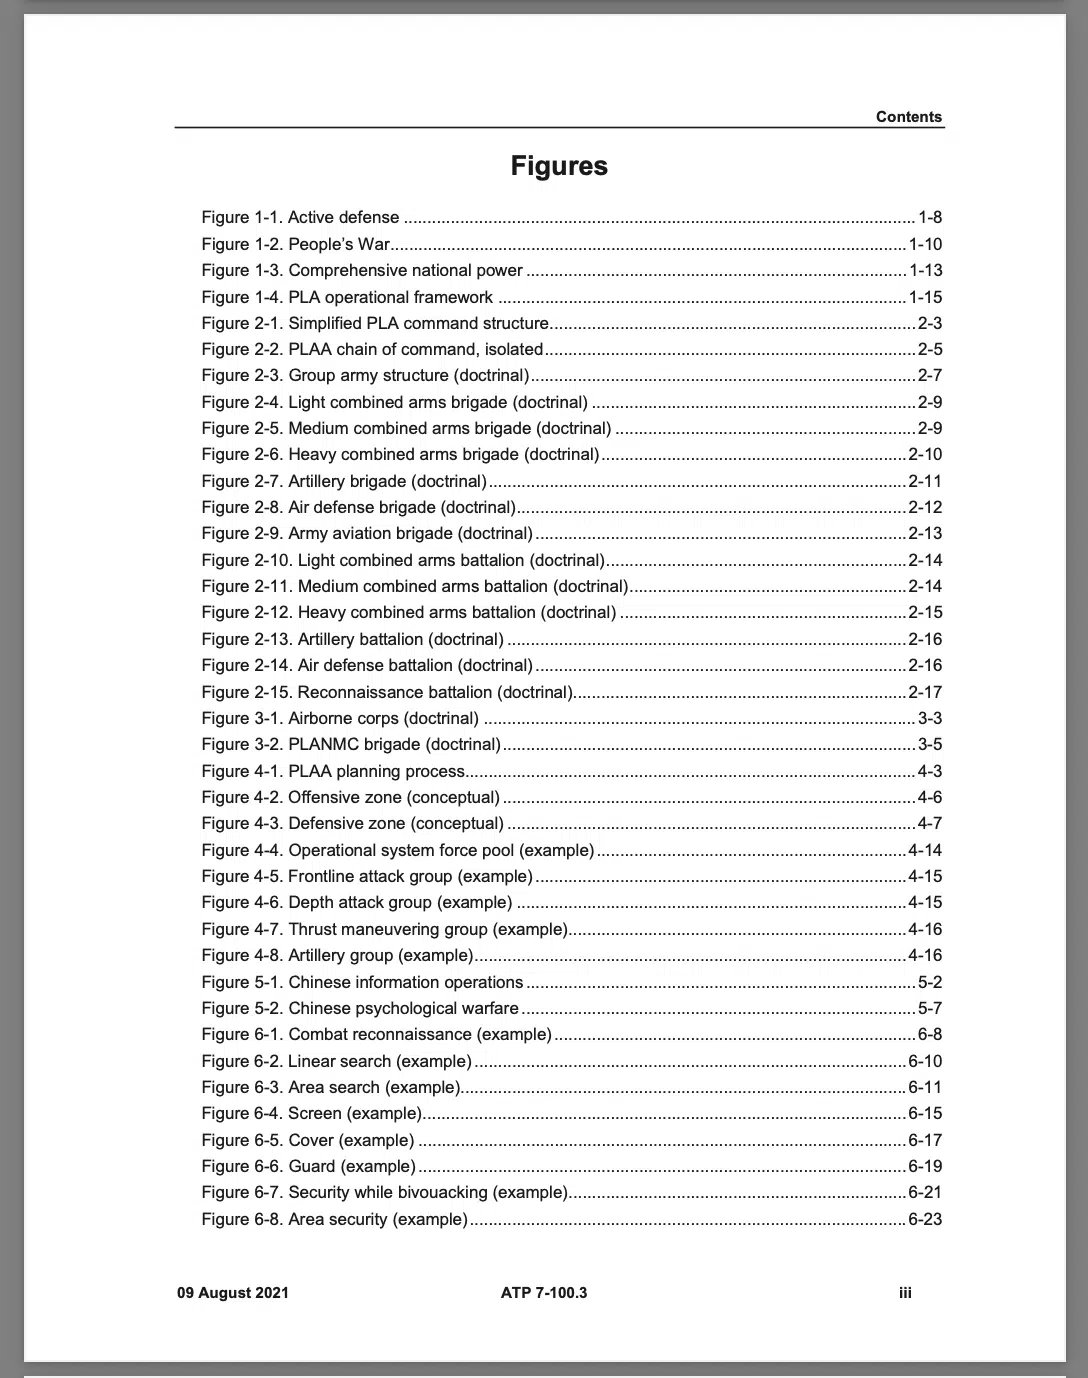 Contents
Figures
Figure 1-1. Active defense ............................................................................................................. 1-8
Figure 1-2. People's War.............................................................................................................. 1-10
Figure 1-3. Comprehensive national power ................................................................................. 1-13
Figure 1-4. PLA operational framework ....................................................................................... 1-15
Figure 2-1. Simplified PLA command structure.............................................................................. 2-3
Figure 2-2. PLAA chain of command, isolated............................................................................... 2-5
Figure 2-3. Group army structure (doctrinal).................................................................................. 2-7
Figure 2-4. Light combined arms brigade (doctrinal) ..................................................................... 2-9
Figure 2-5. Medium combined arms brigade (doctrinal) ................................................................ 2-9
Figure 2-6. Heavy combined arms brigade (doctrinal)................................................................. 2-10
Figure 2-7. Artillery brigade (doctrinal)......................................................................................... 2-11
Figure 2-8. Air defense brigade (doctrinal)................................................................................... 2-12
Figure 2-9. Army aviation brigade (doctrinal)............................................................................... 2-13
Figure 2-10. Light combined arms battalion (doctrinal)................................................................ 2-14
Figure 2-11. Medium combined arms battalion (doctrinal)........................................................... 2-14
Figure 2-12. Heavy combined arms battalion (doctrinal) ............................................................. 2-15
Figure 2-13. Artillery battalion (doctrinal) ..................................................................................... 2-16
Figure 2-14. Air defense battalion (doctrinal)............................................................................... 2-16
Figure 2-15. Reconnaissance battalion (doctrinal)....................................................................... 2-17
Figure 3-1. Airborne corps (doctrinal) ............................................................................................ 3-3
Figure 3-2. PLANMC brigade (doctrinal)........................................................................................ 3-5
Figure 4-1. PLAA planning process................................................................................................ 4-3
Figure 4-2. Offensive zone (conceptual)........................................................................................ 4-6
Figure 4-3. Defensive zone (conceptual) ....................................................................................... 4-7
Figure 4-4. Operational system force pool (example).................................................................. 4-14
Figure 4-5. Frontline attack group (example)............................................................................... 4-15
Figure 4-6. Depth attack group (example) ................................................................................... 4-15
Figure 4-7. Thrust maneuvering group (example)........................................................................ 4-16
Figure 4-8. Artillery group (example)............................................................................................ 4-16
Figure 5-1. Chinese information operations................................................................................... 5-2
Figure 5-2. Chinese psychological warfare.................................................................................... 5-7
Figure 6-1. Combat reconnaissance (example)............................................................................. 6-8
Figure 6-2. Linear search (example)............................................................................................ 6-10
Figure 6-3. Area search (example)............................................................................................... 6-11
Figure 6-4. Screen (example)....................................................................................................... 6-15
Figure 6-5. Cover (example) ........................................................................................................ 6-17
Figure 6-6. Guard (example)........................................................................................................ 6-19
Figure 6-7. Security while bivouacking (example)........................................................................ 6-21
Figure 6-8. Area security (example)............................................................................................. 6-23
09 August 2021 ATP 7-100.3 iii